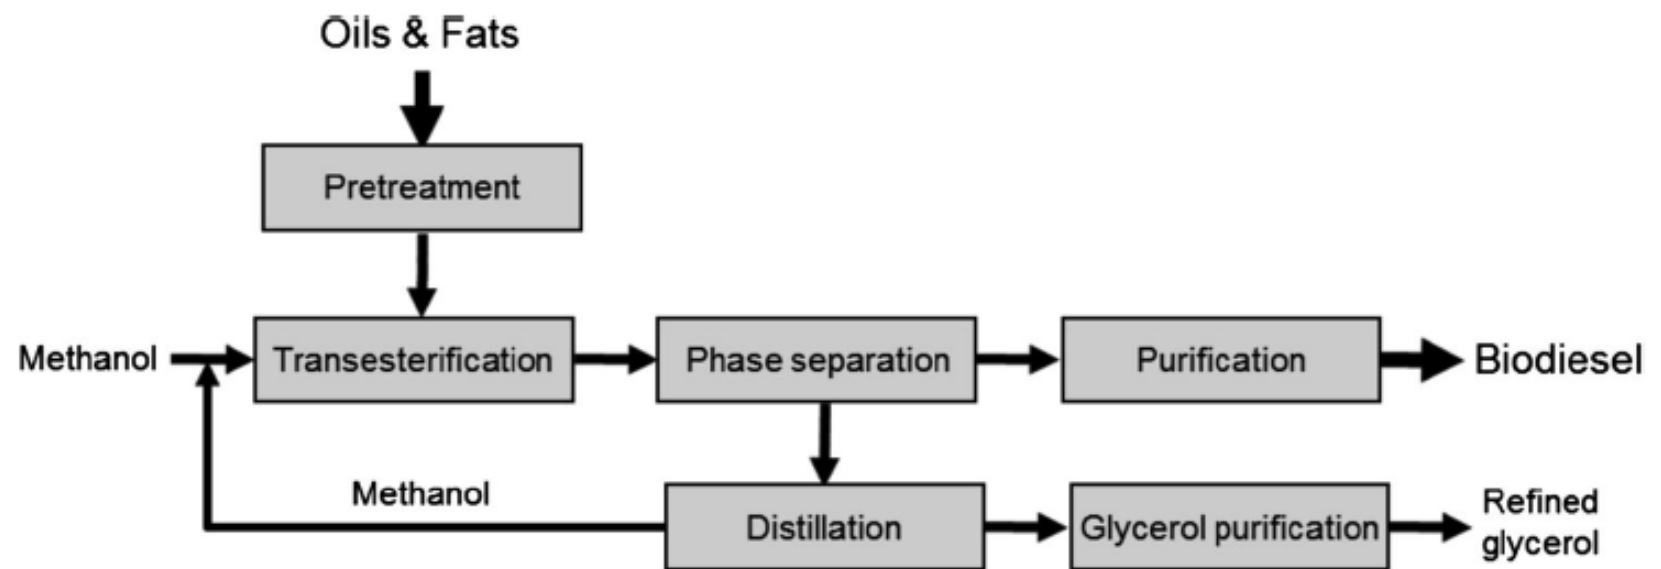 Oils & Fats
Pretreatment
Methanol
Transesterification
Phase separation
Purification
Biodiesel
Methanol
Distillation
Glycerol purification
Refined
glycerol